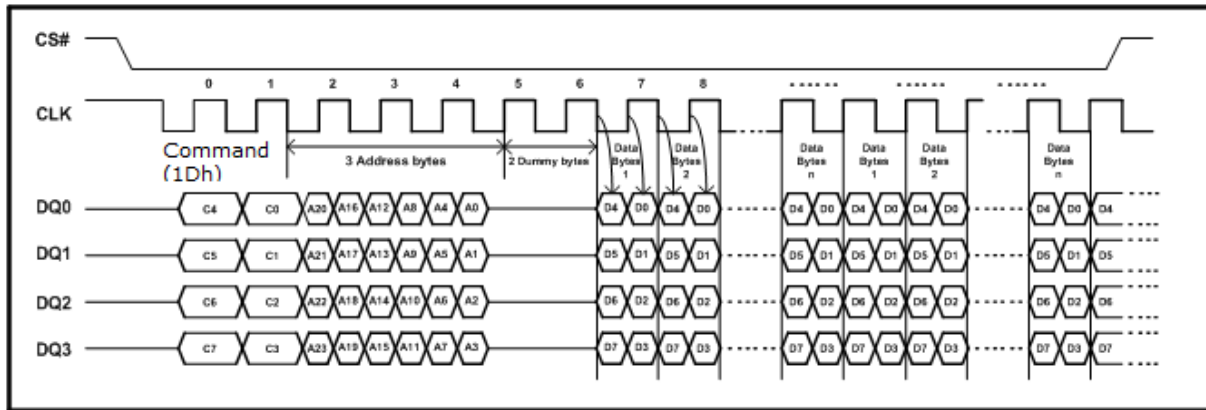 CS#
0 1 2 3 4 5 6 7 8
CLK
Command
(1Dh)
3 Address bytes
2 Dummy bytes
Data Bytes 1
Data Bytes 2
Data Bytes n
Data Bytes 1
Data Bytes 2
Data Bytes n
DQ0 C4 C0 A20 A16 A12 A8 A4 A0 D4 D0 D4 D0 D4 D0 D4 D0 D4 D0 D4 D0 D4
DQ1 C5 C1 A21 A17 A13 A9 A5 A1 D5 D1 D5 D1 D5 D1 D5 D1 D5 D1 D5 D1 D5
DQ2 C6 C2 A22 A18 A14 A10 A6 A2 D6 D2 D6 D2 D6 D2 D6 D2 D6 D2 D6 D2 D6
DQ3 C7 C3 A23 A19 A15 A11 A7 A3 D7 D3 D7 D3 D7 D3 D7 D3 D7 D3 D7 D3 D7